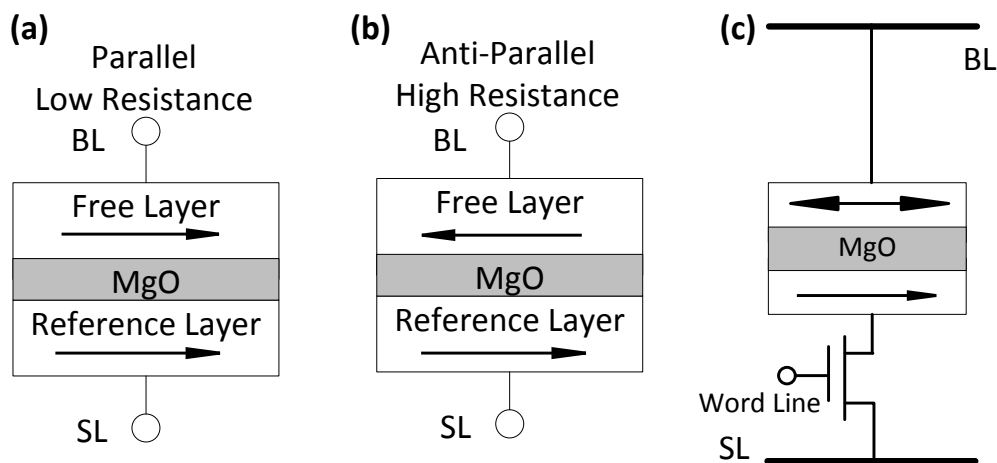 (a)
Parallel
Low Resistance
BL
Free Layer
MgO
Reference Layer
SL
(b)
Anti-Parallel
High Resistance
BL
Free Layer
MgO
Reference Layer
SL
(c)
BL
MgO
Word Line
SL